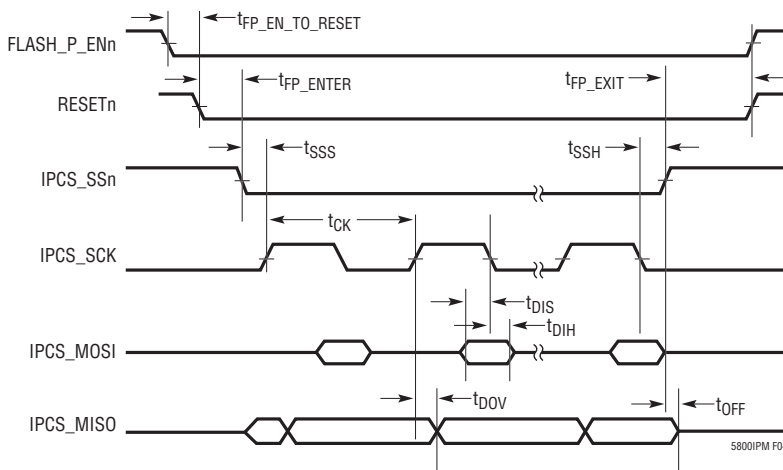 FLASH_P_ENn
tFP_EN_TO_RESET
RESETn
tFP_ENTER
tFP_EXIT
IPCS_SSn
tSSS
tSSH
IPCS_SCK
tCK
IPCS_MOSI
tDIS
tDIH
IPCS_MISO
tDOV
tOFF
5800IPM F0